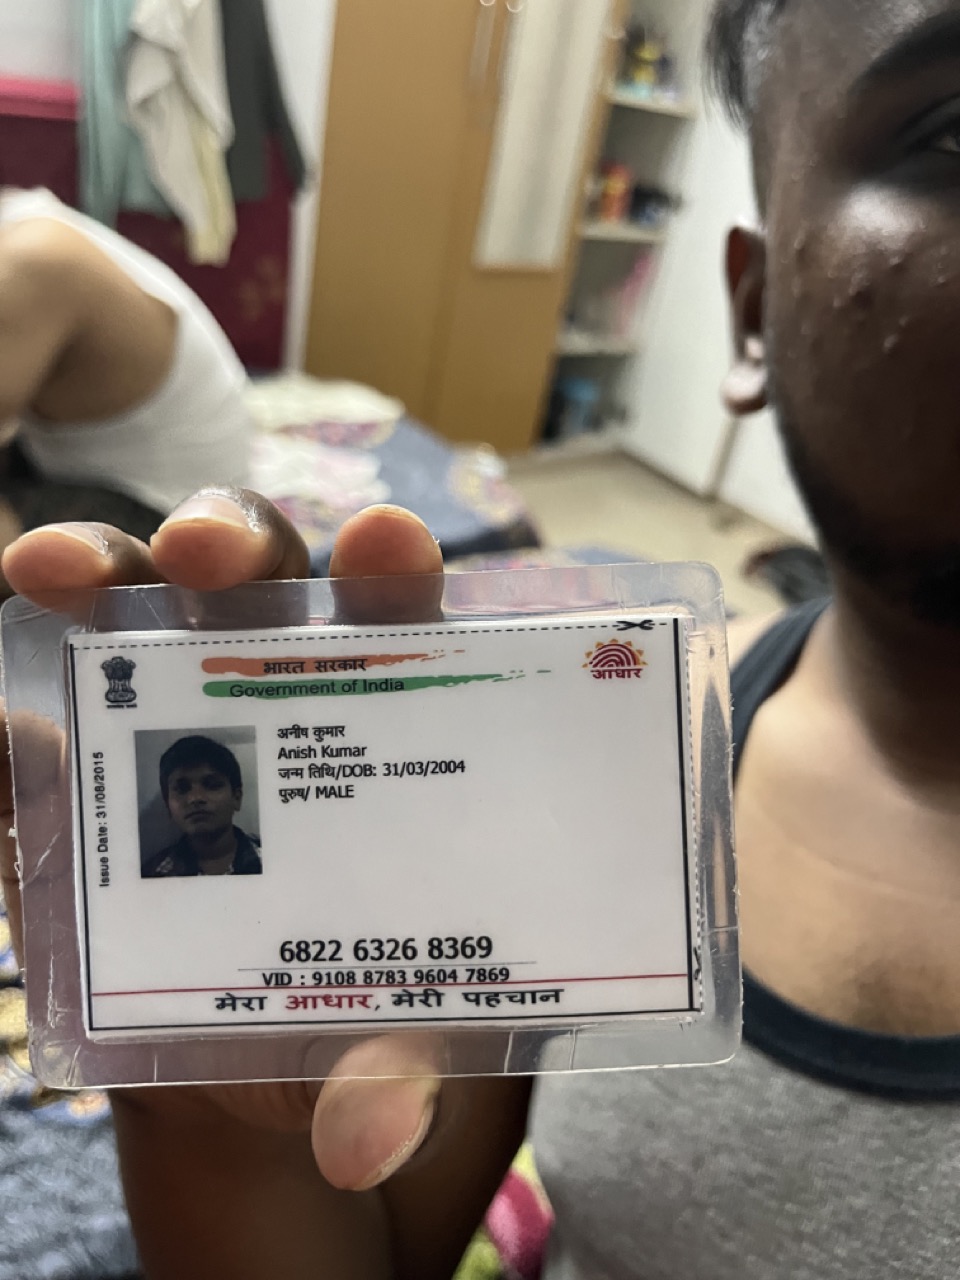 भारत सरकार
Government of India
आधार
अनीष कुमार
Anish Kumar
जन्म तिथि/DOB: 31/03/2004
पुरुष/ MALE
Issue Date: 31/08/2015
6822 6326 8369
VID : 9108 8783 9604 7869
मेरा आधार, मेरी पहचान